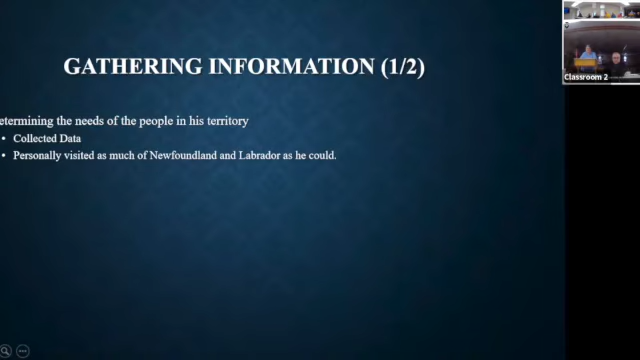 GATHERING INFORMATION (1/2)
etermining the needs of the people in his territory
• Collected Data
• Personally visited as much of Newfoundland and Labrador as he could.
Classroom 2